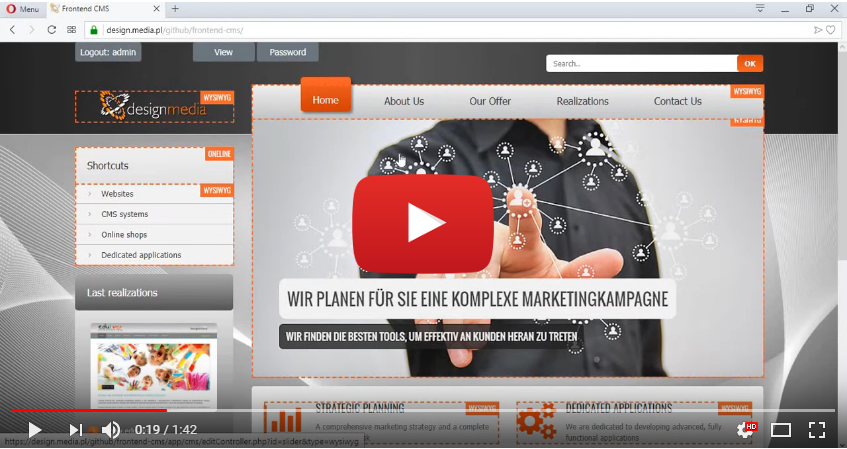 Menu
Frontend CMS
design.media.pl/github/frontend-cms/
Logout: admin
View
Password
Search..
OK
WYSIWYG
designmedia
Home
About Us
Our Offer
Realizations
Contact Us
WYSIWYG
WYSIWYG
ONELINE
Shortcuts
WYSIWYG
Websites
CMS systems
Online shops
Dedicated applications
Last realizations
WIR PLANEN FÜR SIE EINE KOMPLEXE MARKETINGKAMPAGNE
WIR FINDEN DIE BESTEN TOOLS, UM EFFEKTIV AN KUNDEN HERAN ZU TRETEN
STRATEGIC PLANNING
WYSIWYG
A comprehensive marketing strategy and a complete
DEDICATED APPLICATIONS
WYSIWYG
We are dedicated to developing advanced, fully
functional applications
0:19 / 1:42
HD
https://design.media.pl/github/frontend-cms/app/cms/editController.php?id=slider&type=wysiwyg